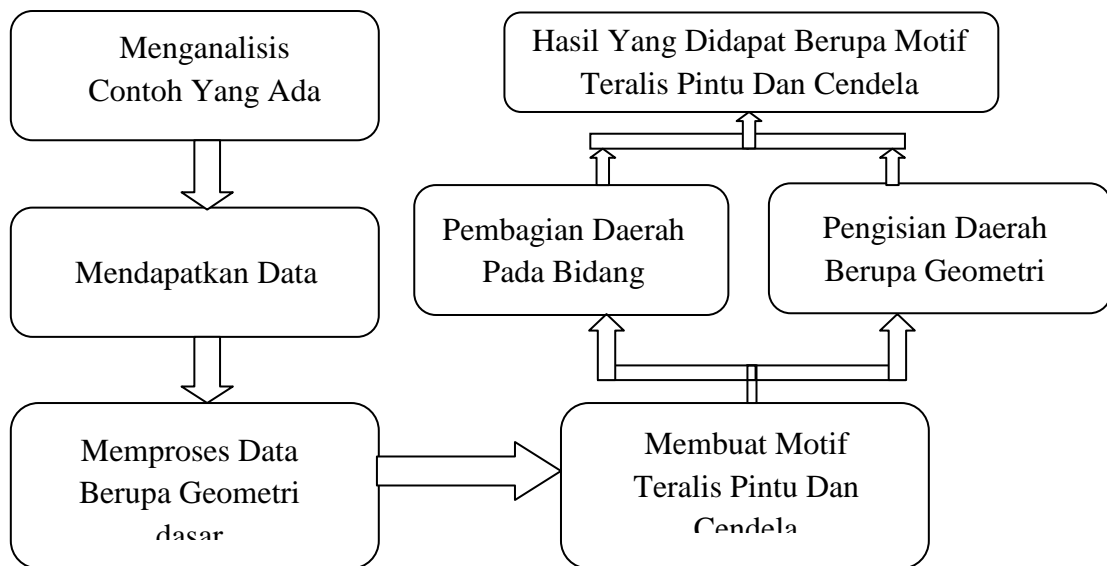 Menganalisis
Contoh Yang Ada
Mendapatkan Data
Memproses Data
Berupa Geometri
dasar
Membuat Motif
Teralis Pintu Dan
Cendela
Pembagian Daerah
Pada Bidang
Pengisian Daerah
Berupa Geometri
Hasil Yang Didapat Berupa Motif
Teralis Pintu Dan Cendela